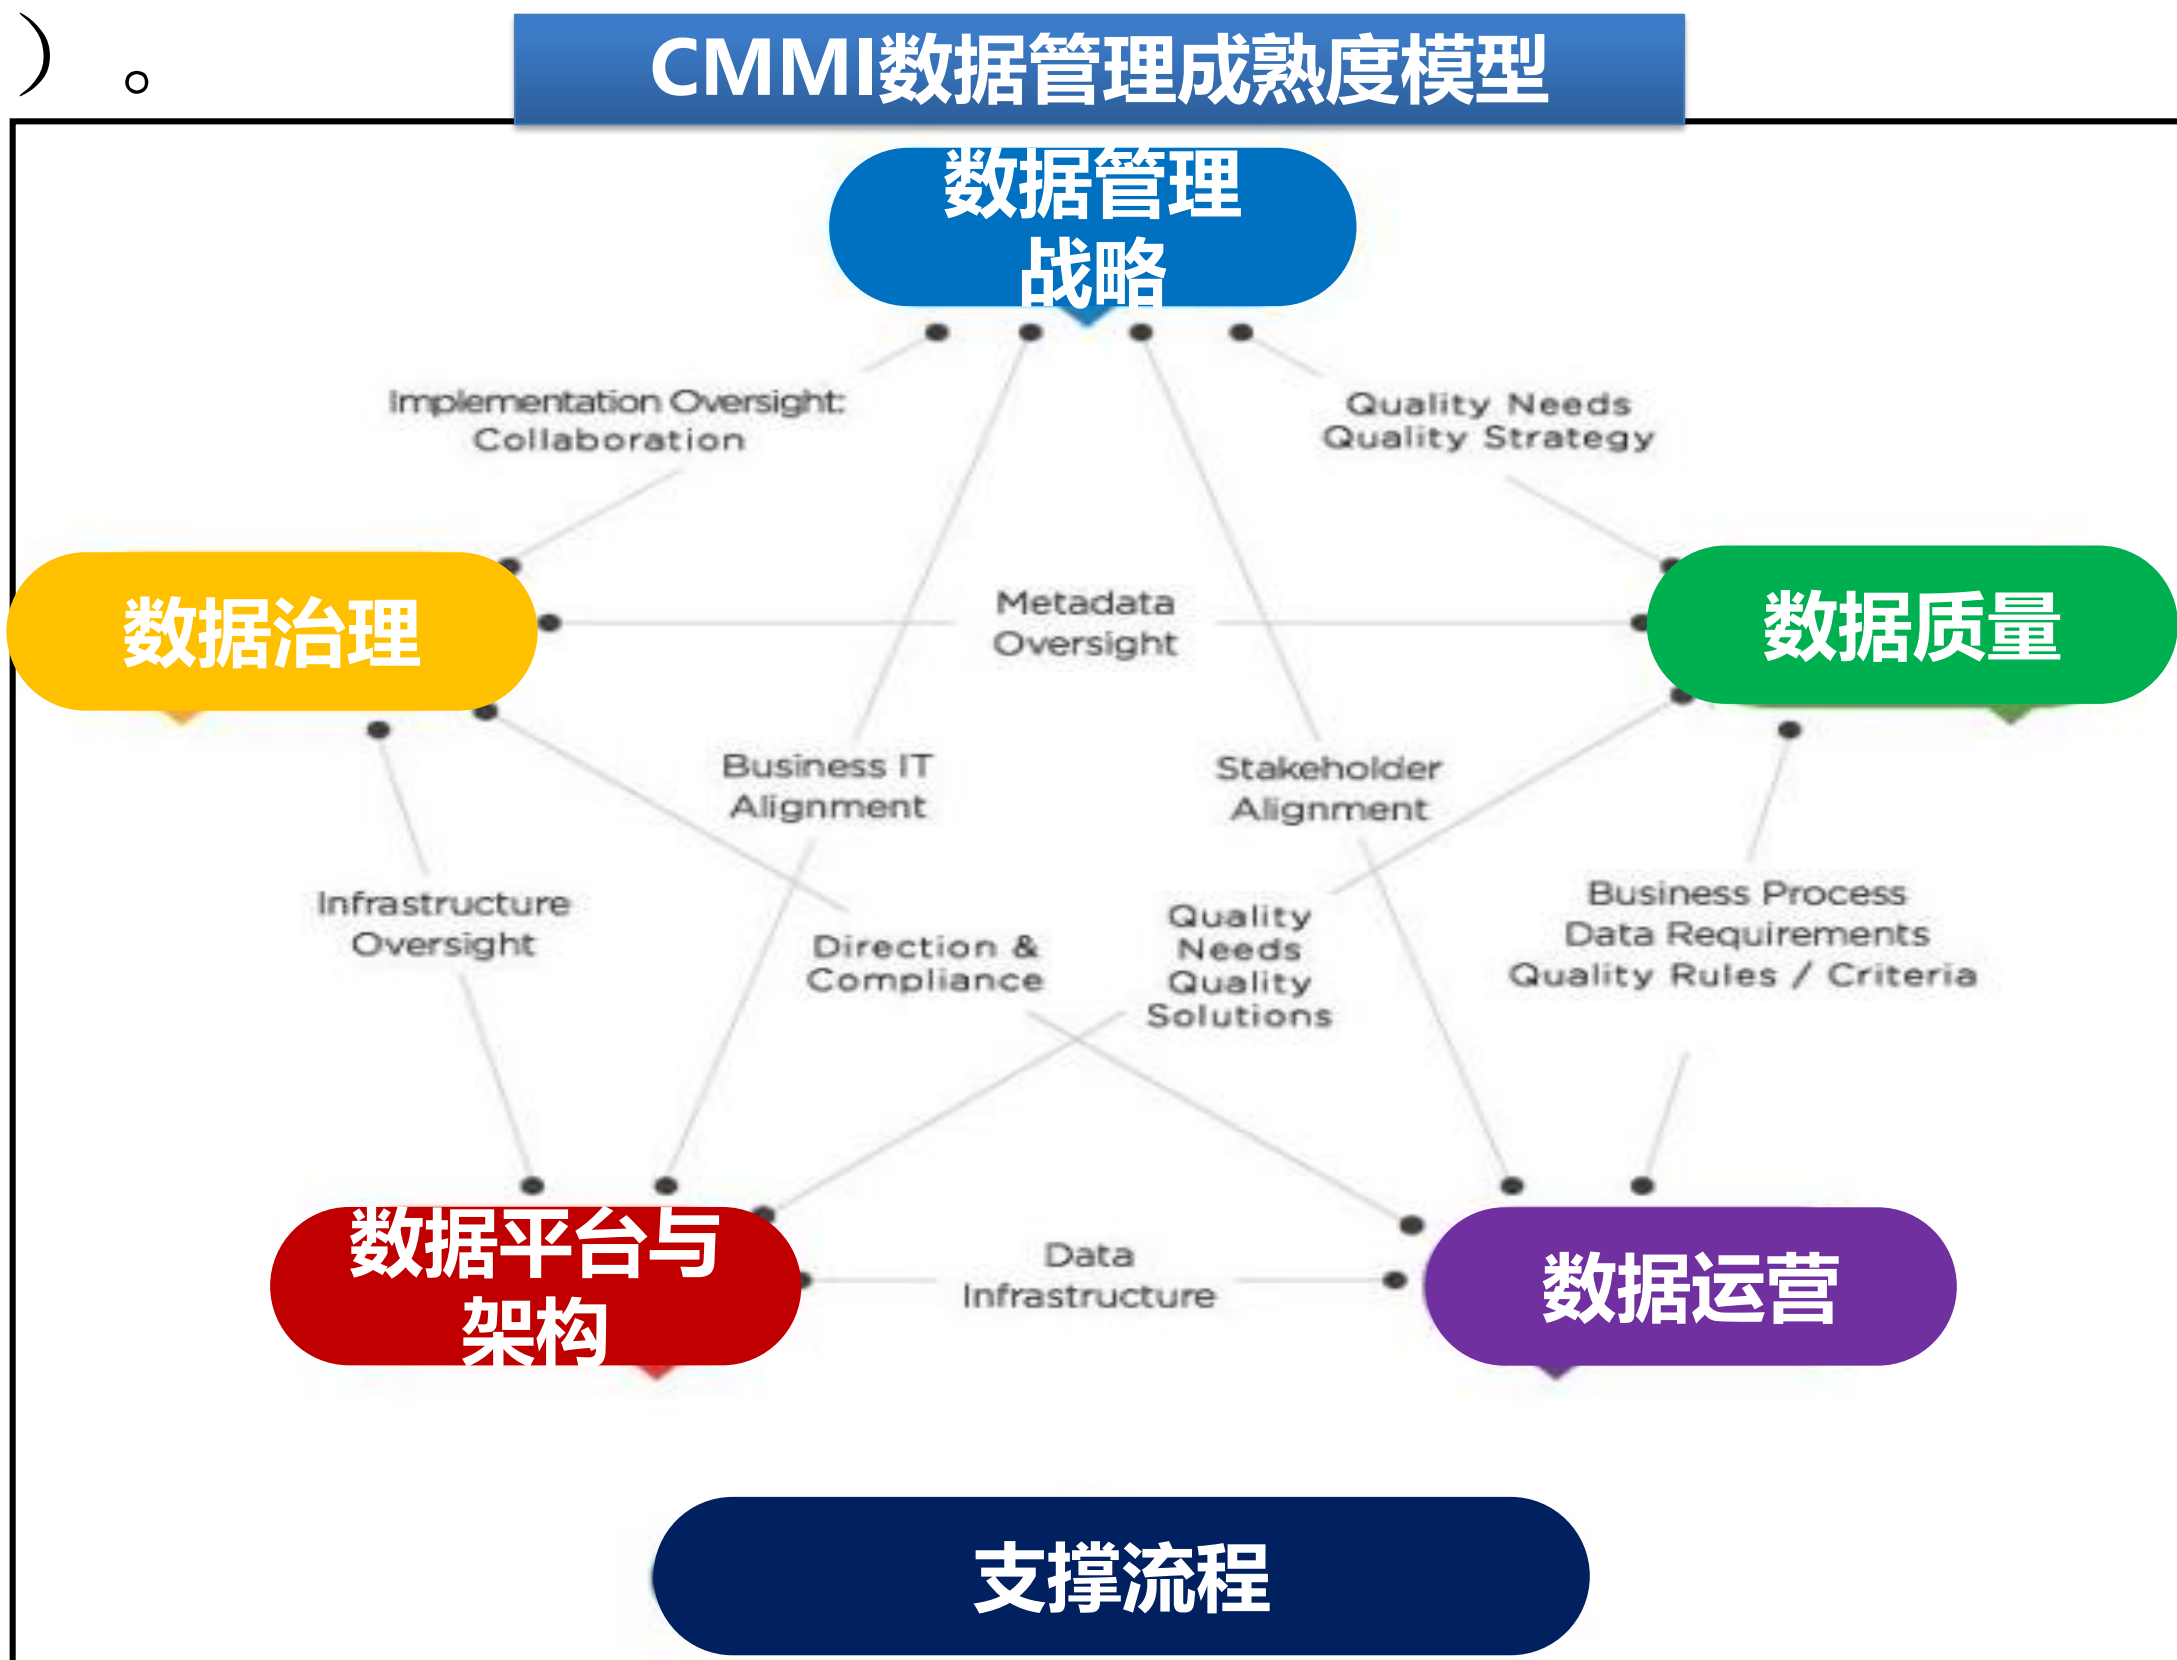 ）。
CMMI数据管理成熟度模型
数据管理
战略
Implementation Oversight:
Collaboration
Quality Needs
Quality Strategy
数据治理
Metadata
Oversight
数据质量
Business IT
Alignment
Stakeholder
Alignment
Infrastructure
Oversight
Direction &
Compliance
Quality
Needs
Quality
Solutions
Business Process
Data Requirements
Quality Rules / Criteria
数据平台与
架构
Data
Infrastructure
数据运营
支撑流程